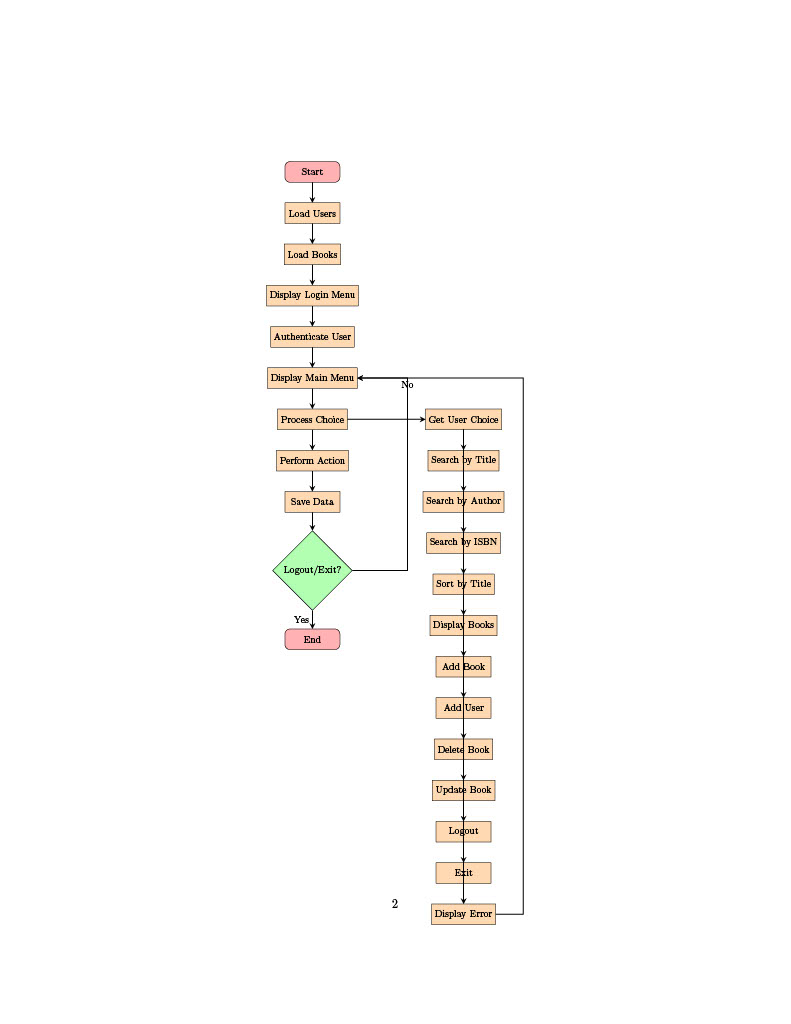 Start
Load Users
Load Books
Display Login Menu
Authenticate User
Display Main Menu
No
Process Choice
Get User Choice
Perform Action
Search by Title
Save Data
Search by Author
Search by ISBN
Logout/Exit?
Sort by Title
Yes
Display Books
End
Add Book
Add User
Delete Book
Update Book
Logout
Exit
2
Display Error